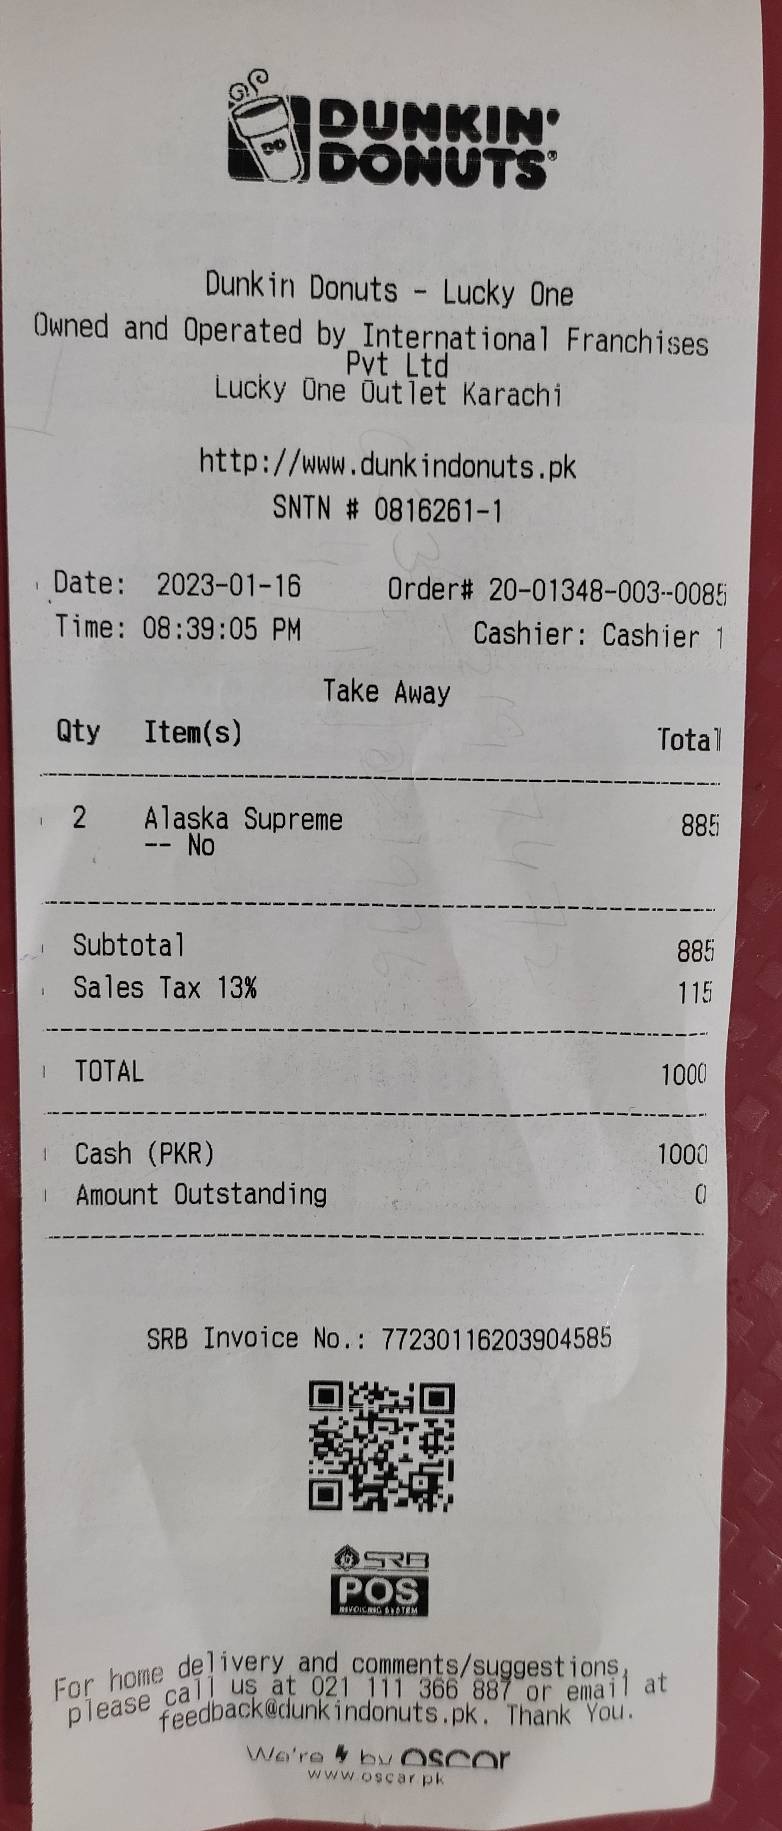 DUNKIN'
DONUTS®
Dunkin Donuts - Lucky One
Owned and Operated by International Franchises
Pvt Ltd
Lucky One Outlet Karachi
http://www.dunkindonuts.pk
SNTN # 0816261-1
Date: 2023-01-16 Order# 20-01348-003--0085
Time: 08:39:05 PM Cashier: Cashier 1
Take Away
Qty Item(s) Total
2 Alaska Supreme 885
-- No
Subtotal 885
Sales Tax 13% 115
TOTAL 1000
Cash (PKR) 1000
Amount Outstanding 0
SRB Invoice No.: 77230116203904585
SRB
POS
INVOICING SYSTEM
For home delivery and comments/suggestions,
please call us at 021 111 366 887 or email at
feedback@dunkindonuts.pk. Thank You.
We're by oscar
www.oscar.pk